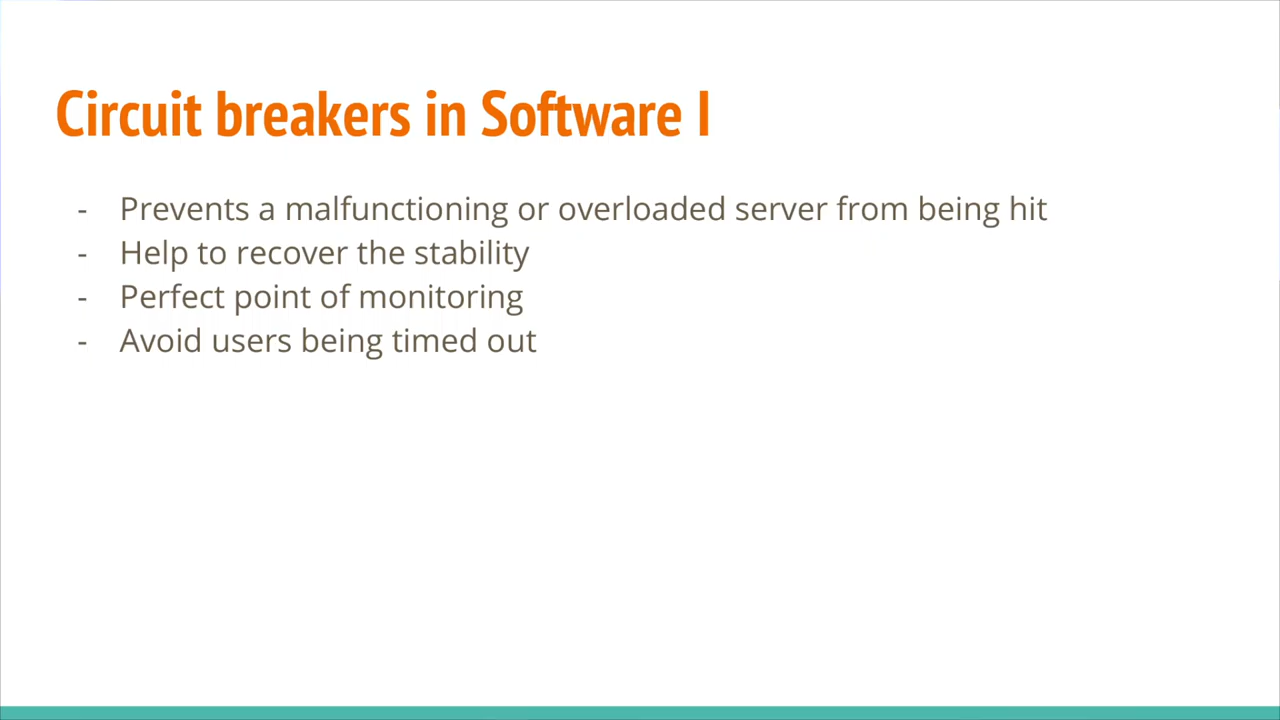 Circuit breakers in Software I
- Prevents a malfunctioning or overloaded server from being hit
- Help to recover the stability
- Perfect point of monitoring
- Avoid users being timed out